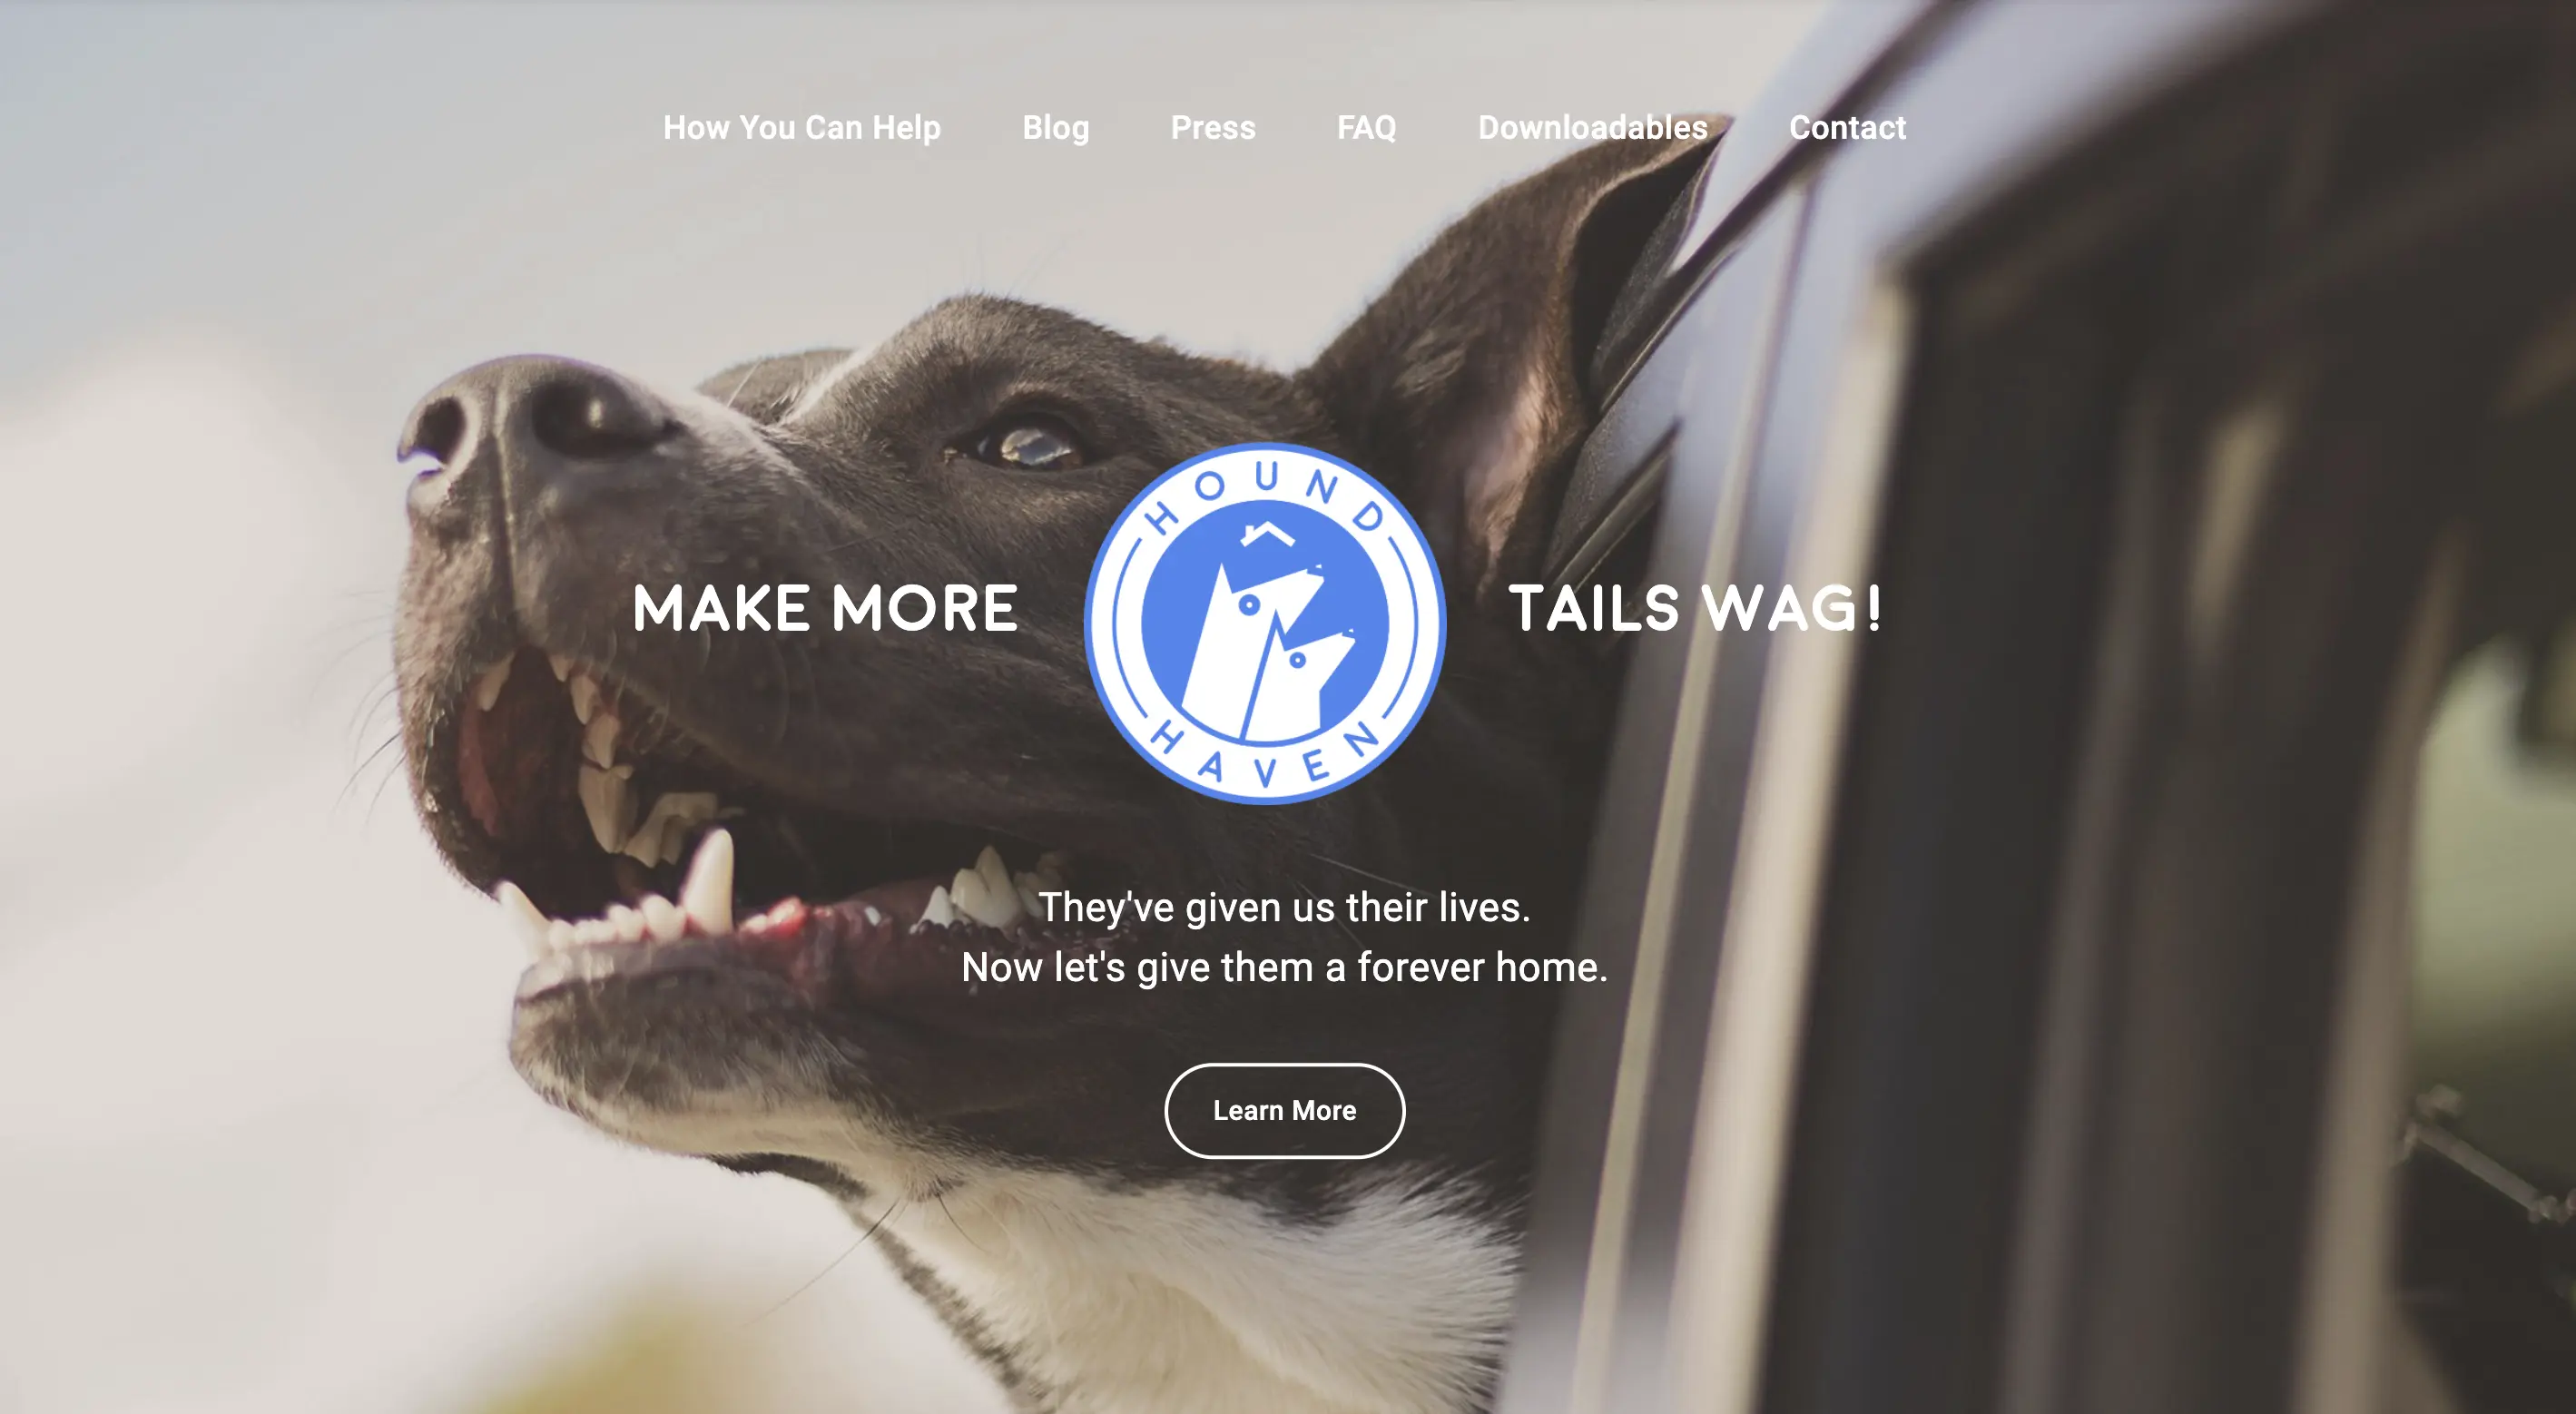 How You Can Help Blog Press FAQ Downloadables Contact
MAKE MORE
HOUND
HAVEN
TAILS WAG!
They've given us their lives.
Now let's give them a forever home.
Learn More